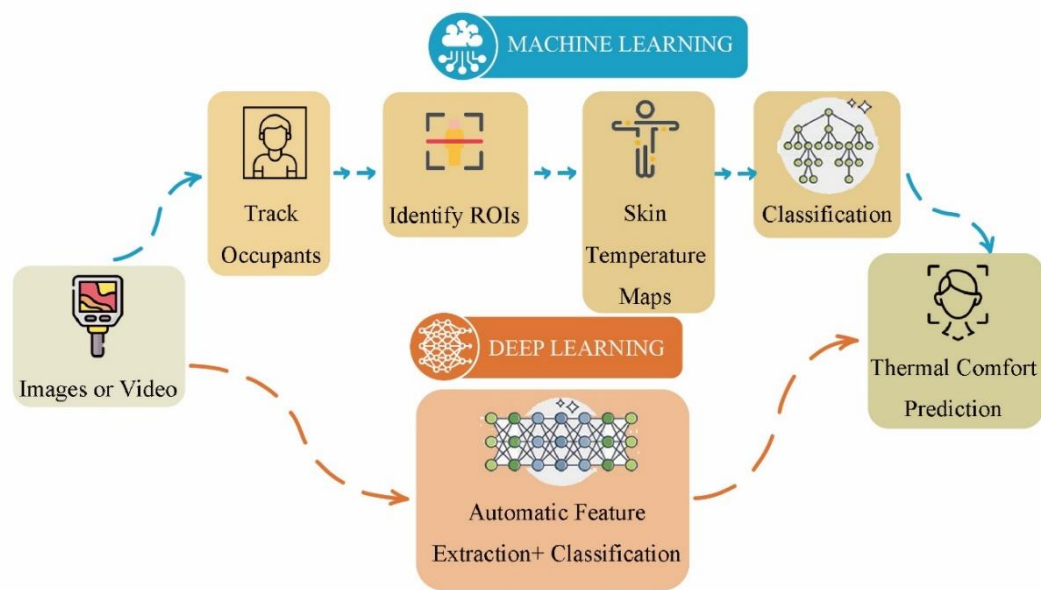 MACHINE LEARNING
Track
Occupants
Identify ROIs
Skin
Temperature
Maps
Classification
Images or Video
DEEP LEARNING
Automatic Feature
Extraction+ Classification
Thermal Comfort
Prediction